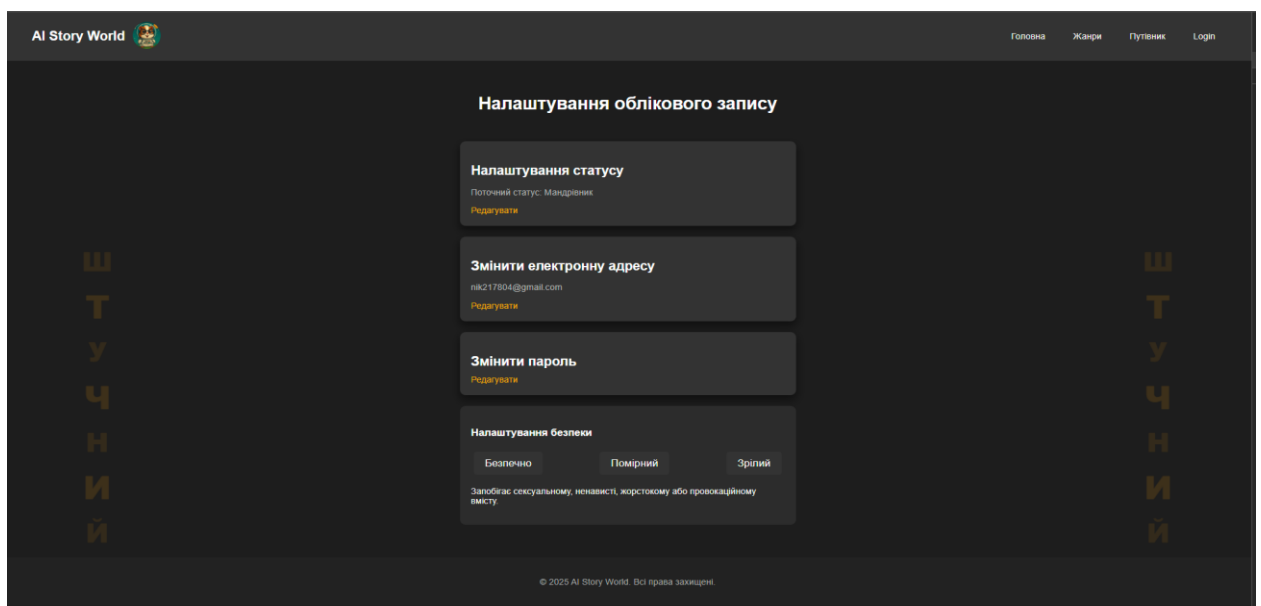 AI Story World
Головна Жанри Путівник Login
Налаштування облікового запису
Налаштування статусу
Поточний статус: Мандрівник
Редагувати
Змінити електронну адресу
nik217804@gmail.com
Редагувати
Змінити пароль
Редагувати
Налаштування безпеки
Безпечно Помірний Зрілий
Запобігає сексуальному, ненависті, жорстокому або провокаційному
вмісту.
Ш
Т
У
Ч
Н
И
Й
Ш
Т
У
Ч
Н
И
Й
© 2025 AI Story World. Всі права захищені.